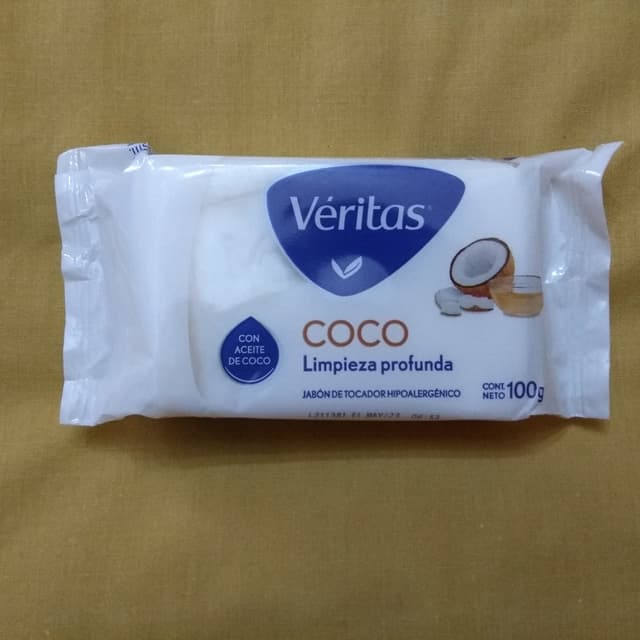 Véritas
COCO
Limpieza profunda
CON
ACEITE
DE COCO
JABÓN DE TOCADOR HIPOALERGÉNICO
CONT.
NETO 100g